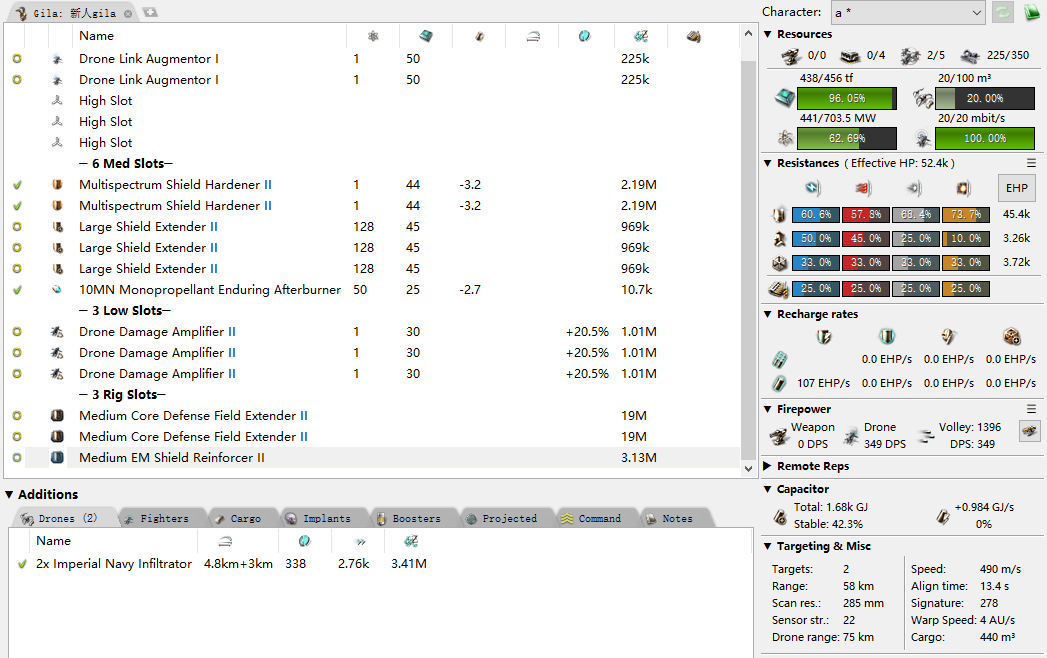 Gila: 新人gila
Name
Drone Link Augmentor I 1 50 225k
Drone Link Augmentor I 1 50 225k
High Slot
High Slot
High Slot
— 6 Med Slots—
Multispectrum Shield Hardener II 1 44 -3.2 2.19M
Multispectrum Shield Hardener II 1 44 -3.2 2.19M
Large Shield Extender II 128 45 969k
Large Shield Extender II 128 45 969k
Large Shield Extender II 128 45 969k
10MN Monopropellant Enduring Afterburner 50 25 -2.7 10.7k
— 3 Low Slots—
Drone Damage Amplifier II 1 30 +20.5% 1.01M
Drone Damage Amplifier II 1 30 +20.5% 1.01M
Drone Damage Amplifier II 1 30 +20.5% 1.01M
— 3 Rig Slots—
Medium Core Defense Field Extender II 19M
Medium Core Defense Field Extender II 19M
Medium EM Shield Reinforcer II 3.13M
Additions
Drones (2) Fighters Cargo Implants Boosters Projected Command Notes
Name
2x Imperial Navy Infiltrator 4.8km+3km 338 2.76k 3.41M
Character: a *
Resources
0/0 0/4 2/5 225/350
438/456 tf 20/100 m³
96.05% 20.00%
441/703.5 MW 20/20 mbit/s
62.69% 100.00%
Resistances (Effective HP: 52.4k)
EHP
60.6% 57.8% 68.4% 73.7% 45.4k
50.0% 45.0% 25.0% 10.0% 3.26k
33.0% 33.0% 33.0% 33.0% 3.72k
25.0% 25.0% 25.0% 25.0%
Recharge rates
0.0 EHP/s 0.0 EHP/s 0.0 EHP/s
107 EHP/s 0.0 EHP/s 0.0 EHP/s 0.0 EHP/s
Firepower
Weapon Drone Volley: 1396
0 DPS 349 DPS DPS: 349
Remote Reps
Capacitor
Total: 1.68k GJ +0.984 GJ/s
Stable: 42.3% 0%
Targeting & Misc
Targets: 2 Speed: 490 m/s
Range: 58 km Align time: 13.4 s
Scan res.: 285 mm Signature: 278
Sensor str.: 22 Warp Speed: 4 AU/s
Drone range: 75 km Cargo: 440 m³